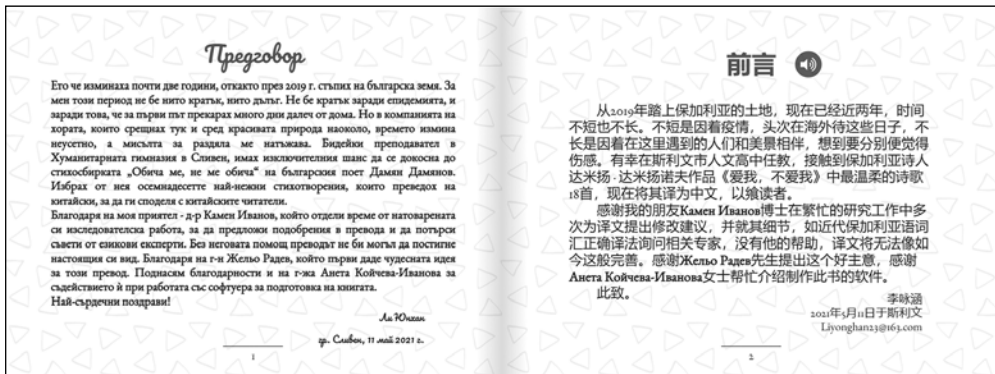 Предговор
Ето че изминаха почти две години, откакто през 2019 г. стъпих на българска земя. За
мен този период не бе нито кратък, нито дълъг. Не бе кратък заради епидемията, и
заради това, че за първи път прекарах много дни далеч от дома. Но в компанията на
хората, които срещнах тук и сред красивата природа наоколо, времето измина
неусетно, а мисълта за раздяла ме натъжава. Бидейки преподавател в
Хуманитарната гимназия в Сливен, имах изключителния шанс да се докосна до
стихосбирката „Обича ме, не ме обича“ на българския поет Дамян Дамянов.
Избрах от нея осемнадесетте най-нежни стихотворения, които преведох на
китайски, за да ги споделя с китайските читатели.
Благодаря на моя приятел - д-р Камен Иванов, който отдели време от натоварената
си изследователска работа, за да предложи подобрения в превода и да потърси
съвети от езикови експерти. Без неговата помощ преводът не би могъл да постигне
настоящия си вид. Благодаря на г-н Жельо Радев, който първи даде чудесната идея
за този превод. Поднасям благодарности и на г-жа Анета Койчева-Иванова за
съдействието ѝ при работата със софтуера за подготовка на книгата.
Най-сърдечни поздрави!
Ли Юнхан
гр. Сливен, 11 май 2021 г.
1
前言
从2019年踏上保加利亚的土地，现在已经近两年，时间
不短也不长。不短是因着疫情，头次在海外待这些日子，不
长是因着在这里遇到的人们和美景相伴，想到要分别便觉得
伤感。有幸在斯利文市人文高中任教，接触到保加利亚诗人
达米扬·达米扬诺夫作品《爱我，不爱我》中最温柔的诗歌
18首，现在将其译为中文，以飨读者。
感谢我的朋友Камен Иванов博士在繁忙的研究工作中多
次为译文提出修改建议，并就其细节，如近代保加利亚语词
汇正确译法询问相关专家，没有他的帮助，译文将无法像如
今这般完善。感谢Жельо Радев先生提出这个好主意，感谢
Анета Койчева-Иванова女士帮忙介绍制作此书的软件。
此致。
李咏涵
2021年5月11日于斯利文
Liyonghan23@163.com
2